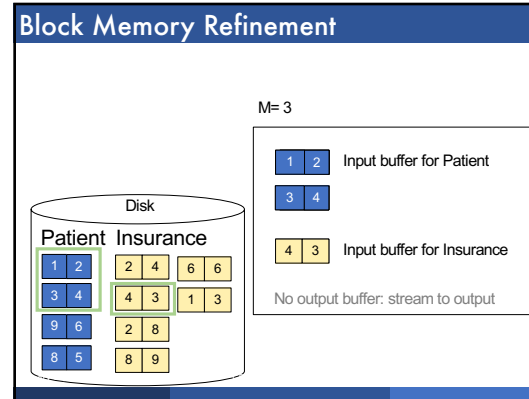 Block Memory Refinement
M= 3
1 2 Input buffer for Patient
3 4
4 3 Input buffer for Insurance
No output buffer: stream to output
Disk
Patient Insurance
1 2 2 4 6 6
3 4 4 3 1 3
9 6 2 8
8 5 8 9